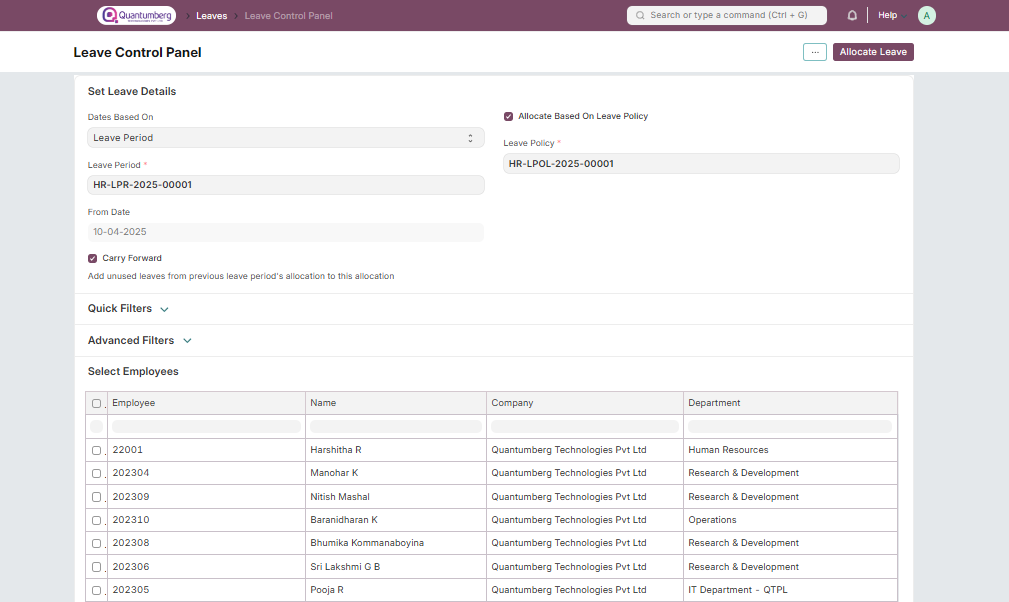 Quantumberg Leaves Leave Control Panel Search or type a command (Ctrl + G) Help A
Leave Control Panel ... Allocate Leave
Set Leave Details
Dates Based On
Leave Period
Leave Period *
HR-LPR-2025-00001
From Date
10-04-2025
Carry Forward
Add unused leaves from previous leave period's allocation to this allocation
Allocate Based On Leave Policy
Leave Policy *
HR-LPOL-2025-00001
Quick Filters
Advanced Filters
Select Employees
Employee Name Company Department
22001 Harshitha R Quantumberg Technologies Pvt Ltd Human Resources
202304 Manohar K Quantumberg Technologies Pvt Ltd Research & Development
202309 Nitish Mashal Quantumberg Technologies Pvt Ltd Research & Development
202310 Baranidharan K Quantumberg Technologies Pvt Ltd Operations
202308 Bhumika Kommanaboyina Quantumberg Technologies Pvt Ltd Research & Development
202306 Sri Lakshmi G B Quantumberg Technologies Pvt Ltd Research & Development
202305 Pooja R Quantumberg Technologies Pvt Ltd IT Department - QTPL